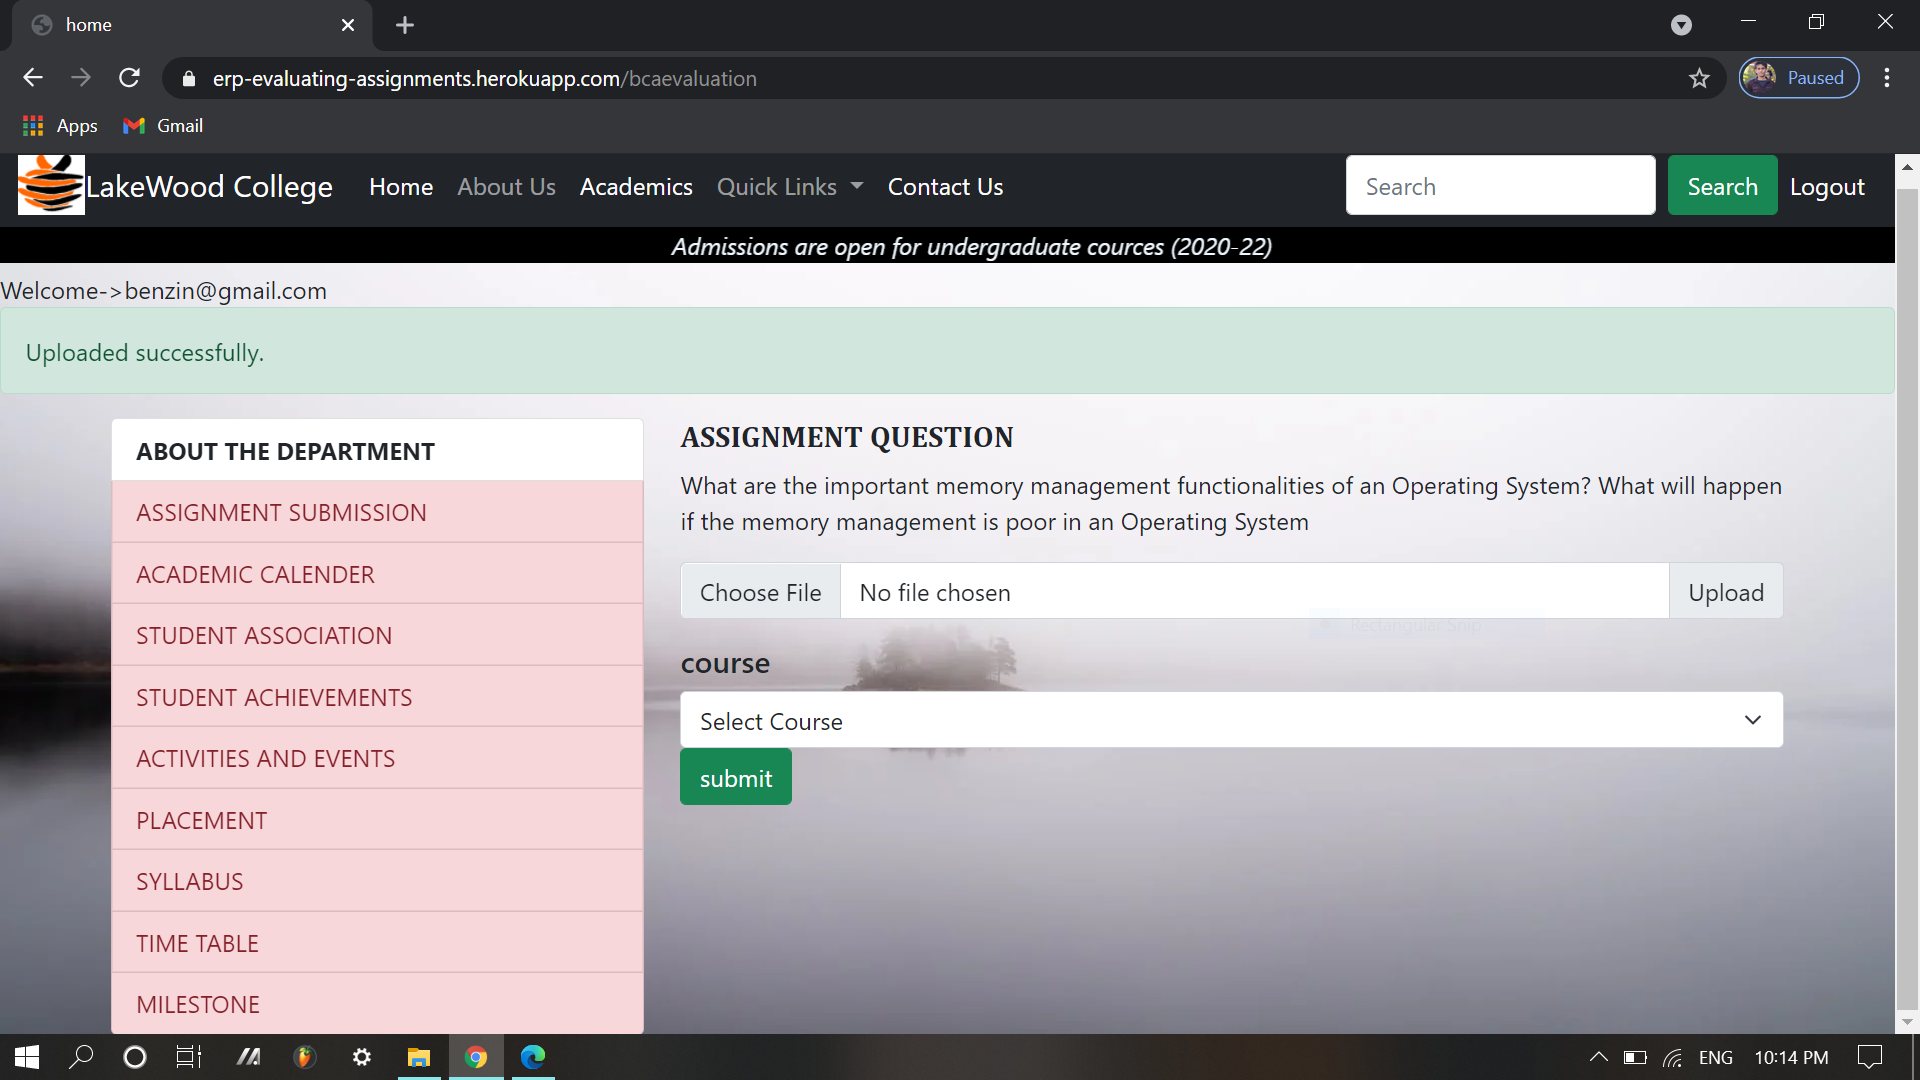 home
erp-evaluating-assignments.herokuapp.com/bcaevaluation
Paused
Apps
Gmail
LakeWood College
Home
About Us
Academics
Quick Links
Contact Us
Search
Search
Logout
Admissions are open for undergraduate cources (2020-22)
Welcome->benzin@gmail.com
Uploaded successfully.
ABOUT THE DEPARTMENT
ASSIGNMENT SUBMISSION
ACADEMIC CALENDER
STUDENT ASSOCIATION
STUDENT ACHIEVEMENTS
ACTIVITIES AND EVENTS
PLACEMENT
SYLLABUS
TIME TABLE
MILESTONE
ASSIGNMENT QUESTION
What are the important memory management functionalities of an Operating System? What will happen
if the memory management is poor in an Operating System
Choose File
No file chosen
Upload
Rectangular Snip
course
Select Course
submit
ENG
10:14 PM